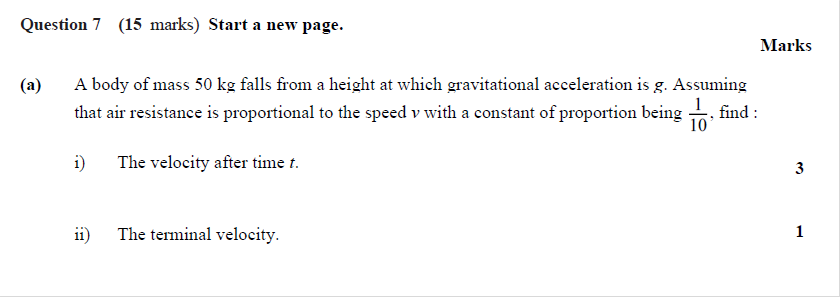 Question 7 (15 marks) Start a new page.
Marks
(a) A body of mass 50 kg falls from a height at which gravitational acceleration is g. Assuming
that air resistance is proportional to the speed v with a constant of proportion being 1/10, find :
i) The velocity after time t.
3
ii) The terminal velocity.
1